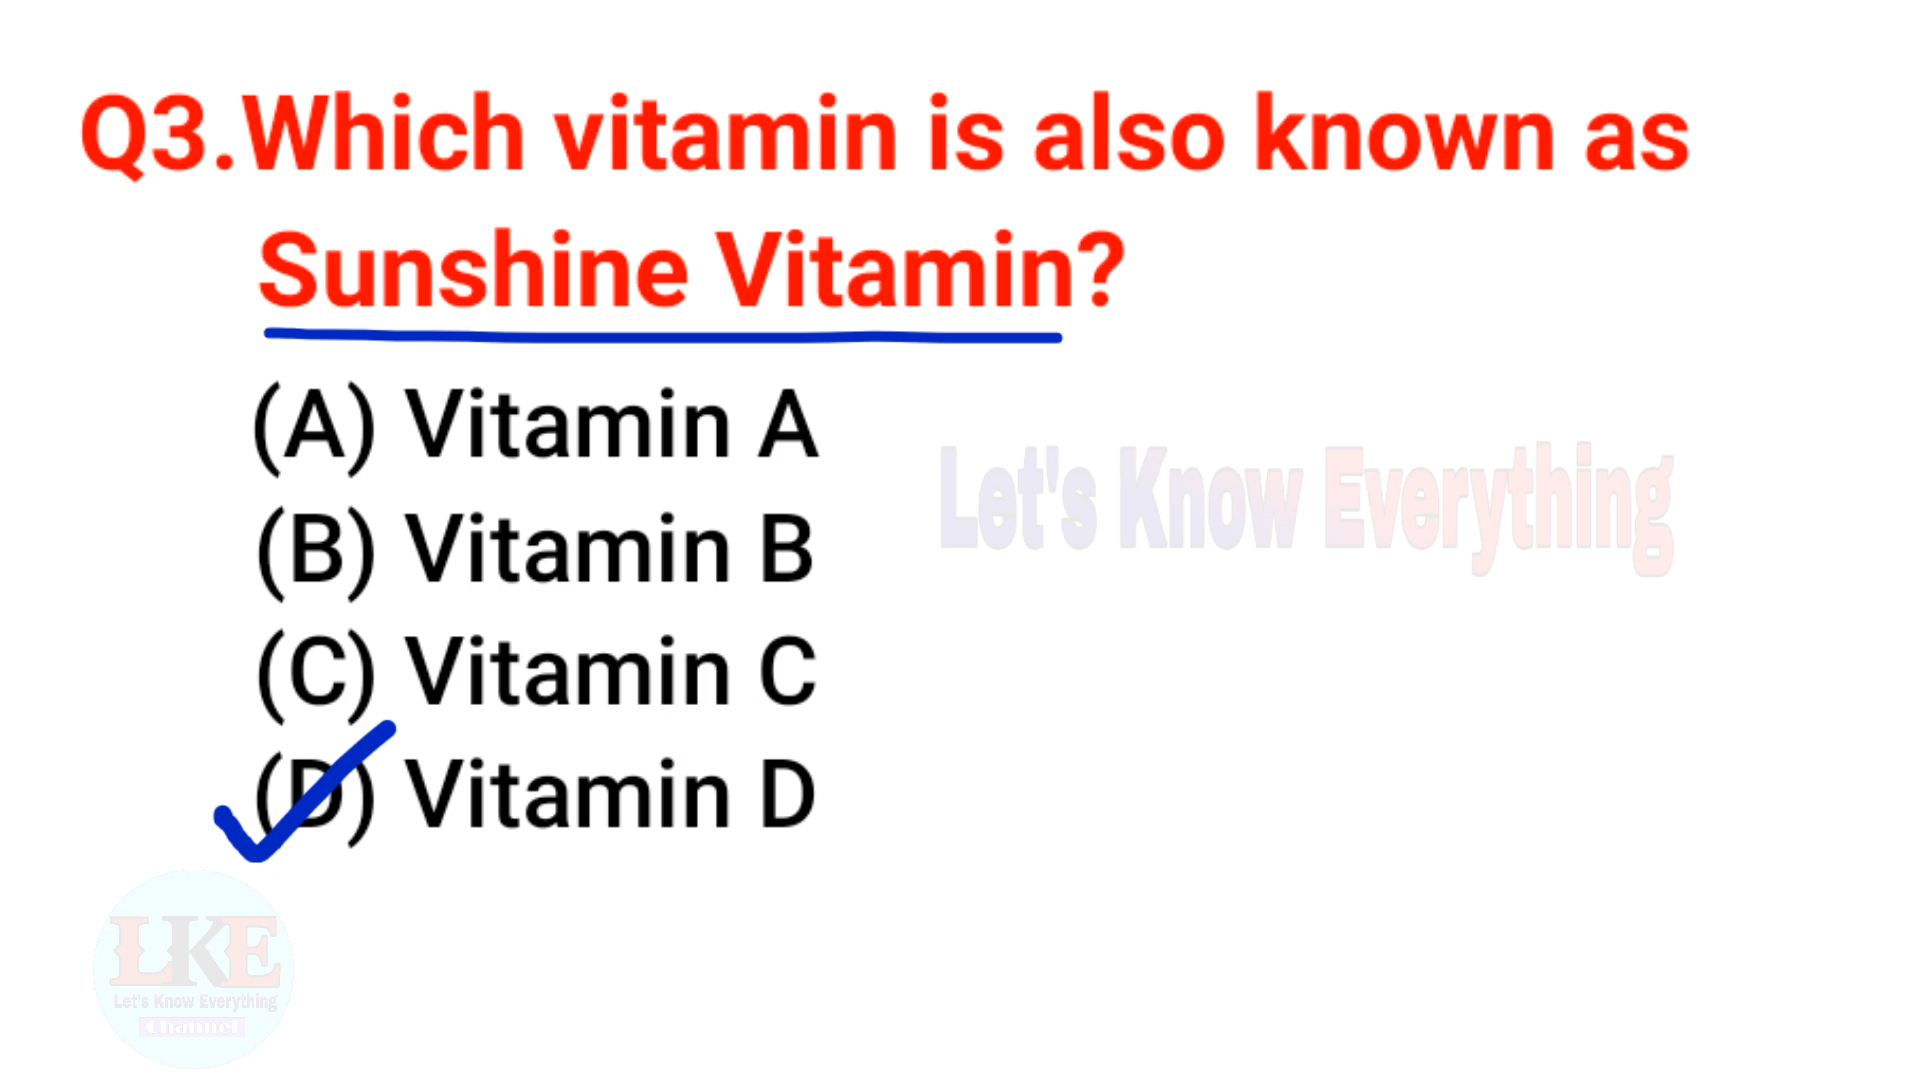 Q3.Which vitamin is also known as
Sunshine Vitamin?
(A) Vitamin A
(B) Vitamin B
(C) Vitamin C
(D) Vitamin D
Let's Know Everything
LKE
Let's Know Everything
Channel